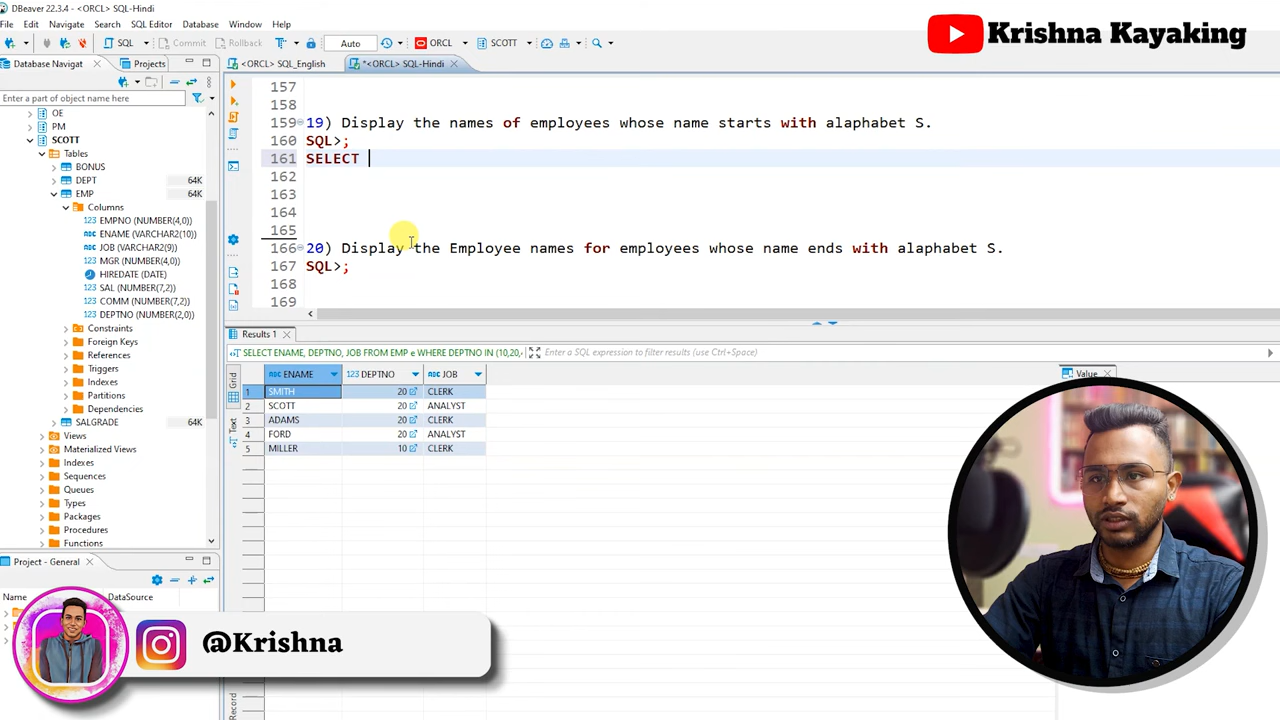 DBeaver 22.3.4 - <ORCL> SQL-Hindi
File Edit Navigate Search SQL Editor Database Window Help
SQL Commit Rollback Auto ORCL SCOTT
Krishna Kayaking
Database Navigat Projects
<ORCL> SQL_English *<ORCL> SQL-Hindi
Enter a part of object name here
OE
PM
SCOTT
Tables
BONUS
DEPT 64K
EMP 64K
Columns
EMPNO (NUMBER(4,0))
ENAME (VARCHAR2(10))
JOB (VARCHAR2(9))
MGR (NUMBER(4,0))
HIREDATE (DATE)
SAL (NUMBER(7,2))
COMM (NUMBER(7,2))
DEPTNO (NUMBER(2,0))
Constraints
Foreign Keys
References
Triggers
Indexes
Partitions
Dependencies
SALGRADE 64K
Views
Materialized Views
Indexes
Sequences
Queues
Types
Packages
Procedures
Functions
157
158
159 19) Display the names of employees whose name starts with alaphabet S.
160 SQL>;
161 SELECT
162
163
164
165
166 20) Display the Employee names for employees whose name ends with alaphabet S.
167 SQL>;
168
169
Results 1
SELECT ENAME, DEPTNO, JOB FROM EMP e WHERE DEPTNO IN (10,20, Enter a SQL expression to filter results (use Ctrl+Space)
Grid
Text
Record
ABC ENAME 123 DEPTNO ABC JOB
1 SMITH 20 CLERK
2 SCOTT 20 ANALYST
3 ADAMS 20 CLERK
4 FORD 20 ANALYST
5 MILLER 10 CLERK
Value
Project - General
Name DataSource
@Krishna